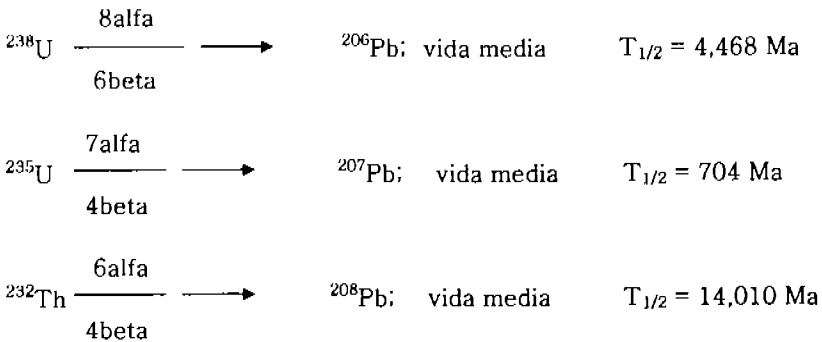 8alfa
²³⁸U ⟶ ²⁰⁶Pb; vida media T₁/₂ = 4,468 Ma
6beta
7alfa
²³⁵U ⟶ ²⁰⁷Pb; vida media T₁/₂ = 704 Ma
4beta
6alfa
²³²Th ⟶ ²⁰⁸Pb; vida media T₁/₂ = 14,010 Ma
4beta